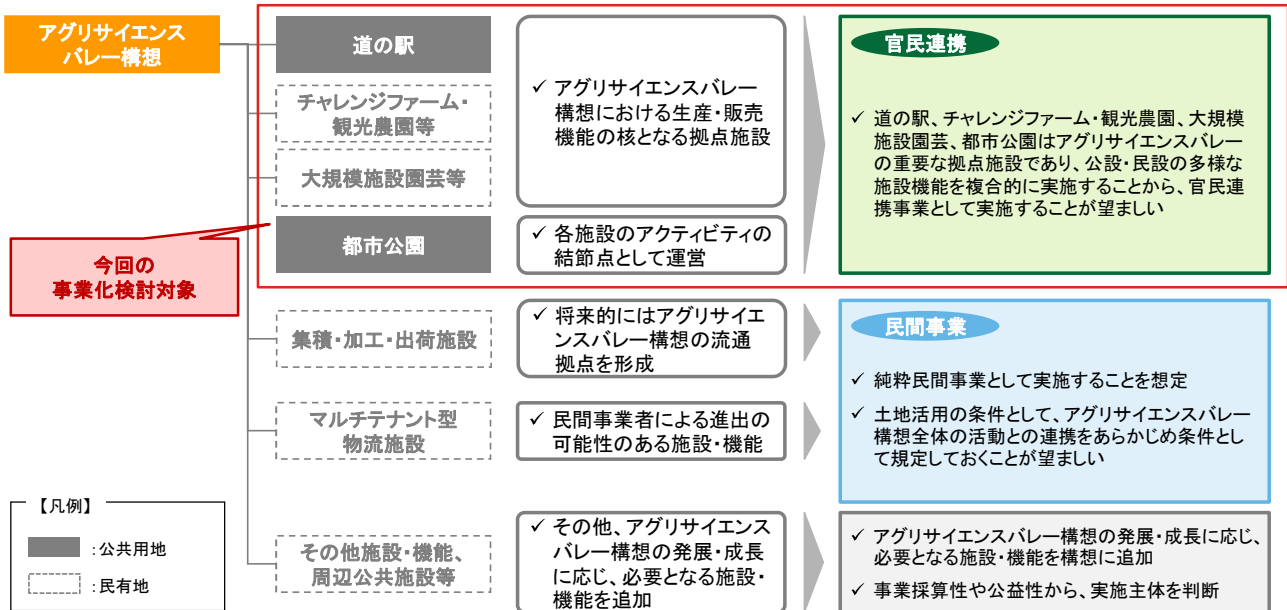 アグリサイエンス
バレー構想
道の駅
チャレンジファーム・
観光農園等
大規模施設園芸等
都市公園
今回の
事業化検討対象
✓ アグリサイエンスバレー
構想における生産・販売
機能の核となる拠点施設
✓ 各施設のアクティビティの
結節点として運営
官民連携
✓ 道の駅、チャレンジファーム・観光農園、大規模
施設園芸、都市公園はアグリサイエンスバレー
の重要な拠点施設であり、公設・民設の多様な
施設機能を複合的に実施することから、官民連
携事業として実施することが望ましい
集積・加工・出荷施設
✓ 将来的にはアグリサイエ
ンスバレー構想の流通
拠点を形成
マルチテナント型
物流施設
✓ 民間事業者による進出の
可能性のある施設・機能
民間事業
✓ 純粋民間事業として実施することを想定
✓ 土地活用の条件として、アグリサイエンスバレー
構想全体の活動との連携をあらかじめ条件とし
て規定しておくことが望ましい
その他施設・機能、
周辺公共施設等
✓ その他、アグリサイエンス
バレー構想の発展・成長
に応じ、必要となる施設・
機能を追加
✓ アグリサイエンスバレー構想の発展・成長に応じ、
必要となる施設・機能を構想に追加
✓ 事業採算性や公益性から、実施主体を判断
【凡例】
：公共用地
：民有地